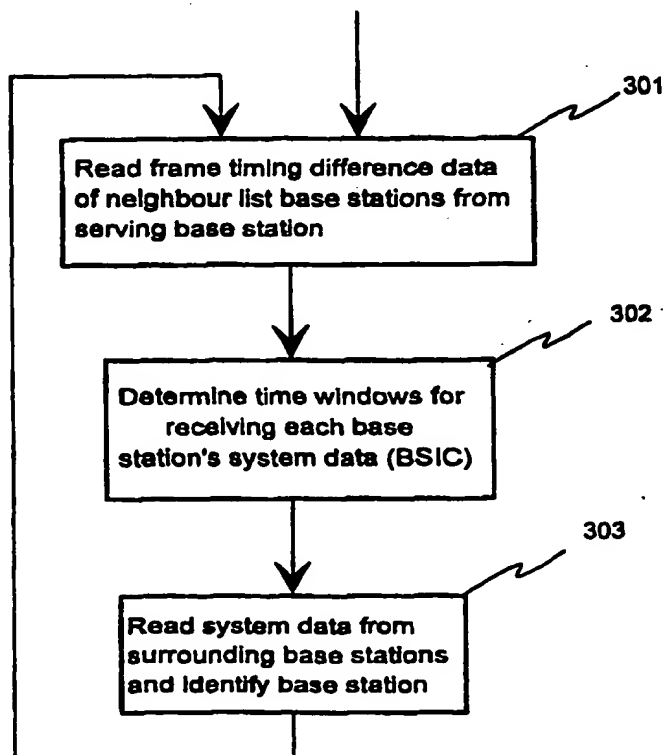 301
Read frame timing difference data
of neighbour list base stations from
serving base station
302
Determine time windows for
receiving each base
station's system data (BSIC)
303
Read system data from
surrounding base stations
and identify base station